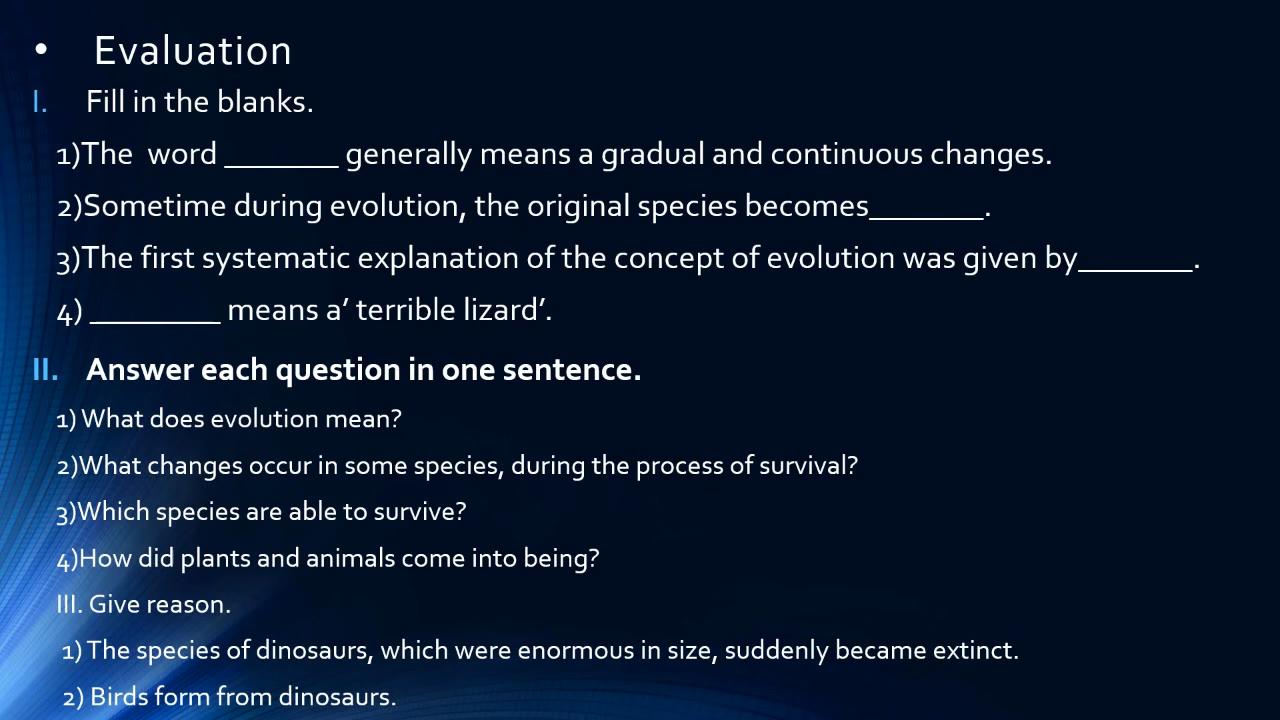 • Evaluation
I. Fill in the blanks.
1)The  word _______ generally means a gradual and continuous changes.
2)Sometime during evolution, the original species becomes_______.
3)The first systematic explanation of the concept of evolution was given by_______.
4) ________ means a’ terrible lizard’.
II. Answer each question in one sentence.
1) What does evolution mean?
2)What changes occur in some species, during the process of survival?
3)Which species are able to survive?
4)How did plants and animals come into being?
III. Give reason.
1) The species of dinosaurs, which were enormous in size, suddenly became extinct.
2) Birds form from dinosaurs.